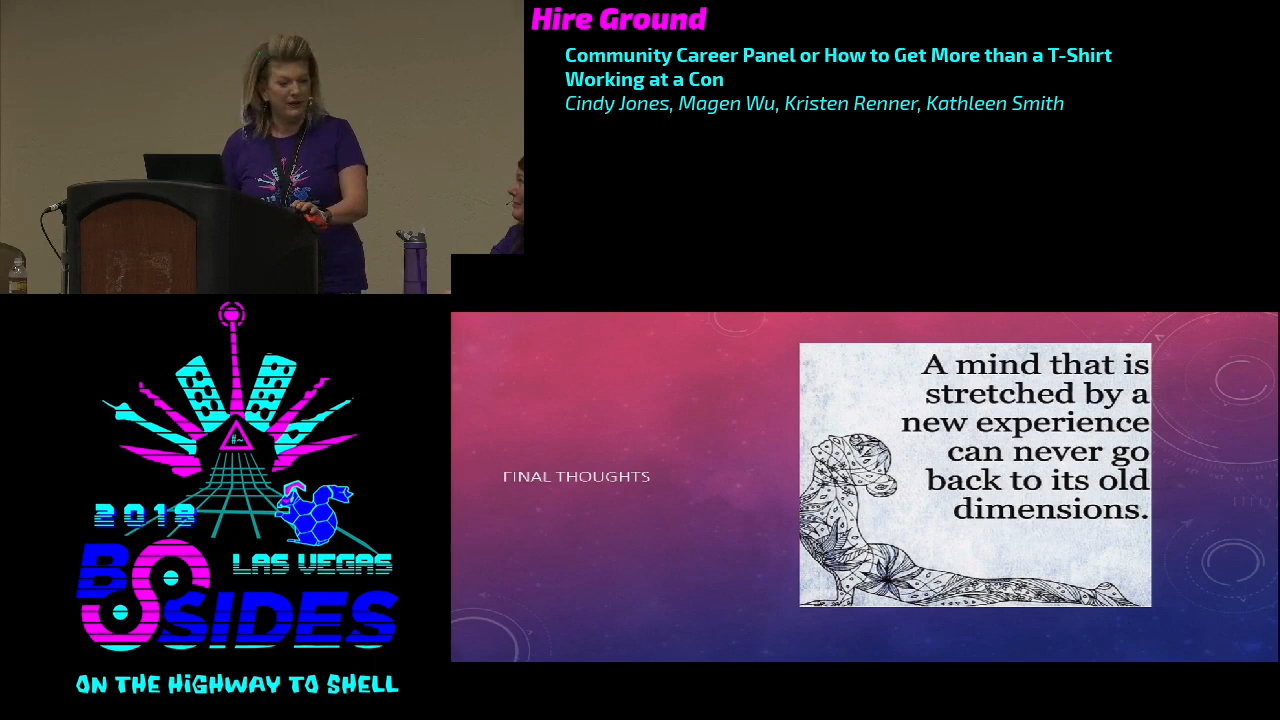 Hire Ground
Community Career Panel or How to Get More than a T-Shirt
Working at a Con
Cindy Jones, Magen Wu, Kristen Renner, Kathleen Smith
#~
2018
LAS VEGAS
BSIDES
ON THE HIGHWAY TO SHELL
FINAL THOUGHTS
A mind that is
stretched by a
new experience
can never go
back to its old
dimensions.